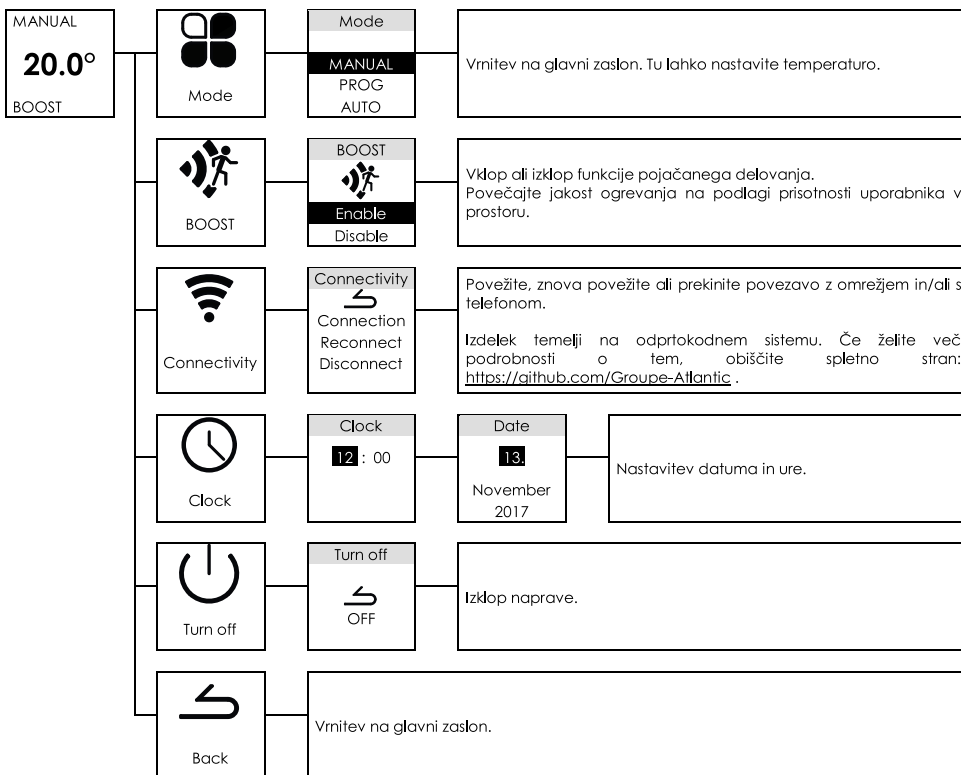 MANUAL
20.0°
BOOST
Mode
Mode
MANUAL
PROG
AUTO
Vrnitev na glavni zaslon. Tu lahko nastavite temperaturo.
BOOST
BOOST
Enable
Disable
Vklop ali izklop funkcije pojačanega delovanja.
Povečajte jakost ogrevanja na podlagi prisotnosti uporabnika v
prostoru.
Connectivity
Connectivity
Connection
Reconnect
Disconnect
Povežite, znova povežite ali prekinite povezavo z omrežjem in/ali s
telefonom.
Izdelek temelji na odprtokodnem sistemu. Če želite več
podrobnosti o tem, obiščite spletno stran:
https://github.com/Groupe-Atlantic .
Clock
Clock
12 : 00
Date
13.
November
2017
Nastavitev datuma in ure.
Turn off
Turn off
OFF
Izklop naprave.
Back
Vrnitev na glavni zaslon.